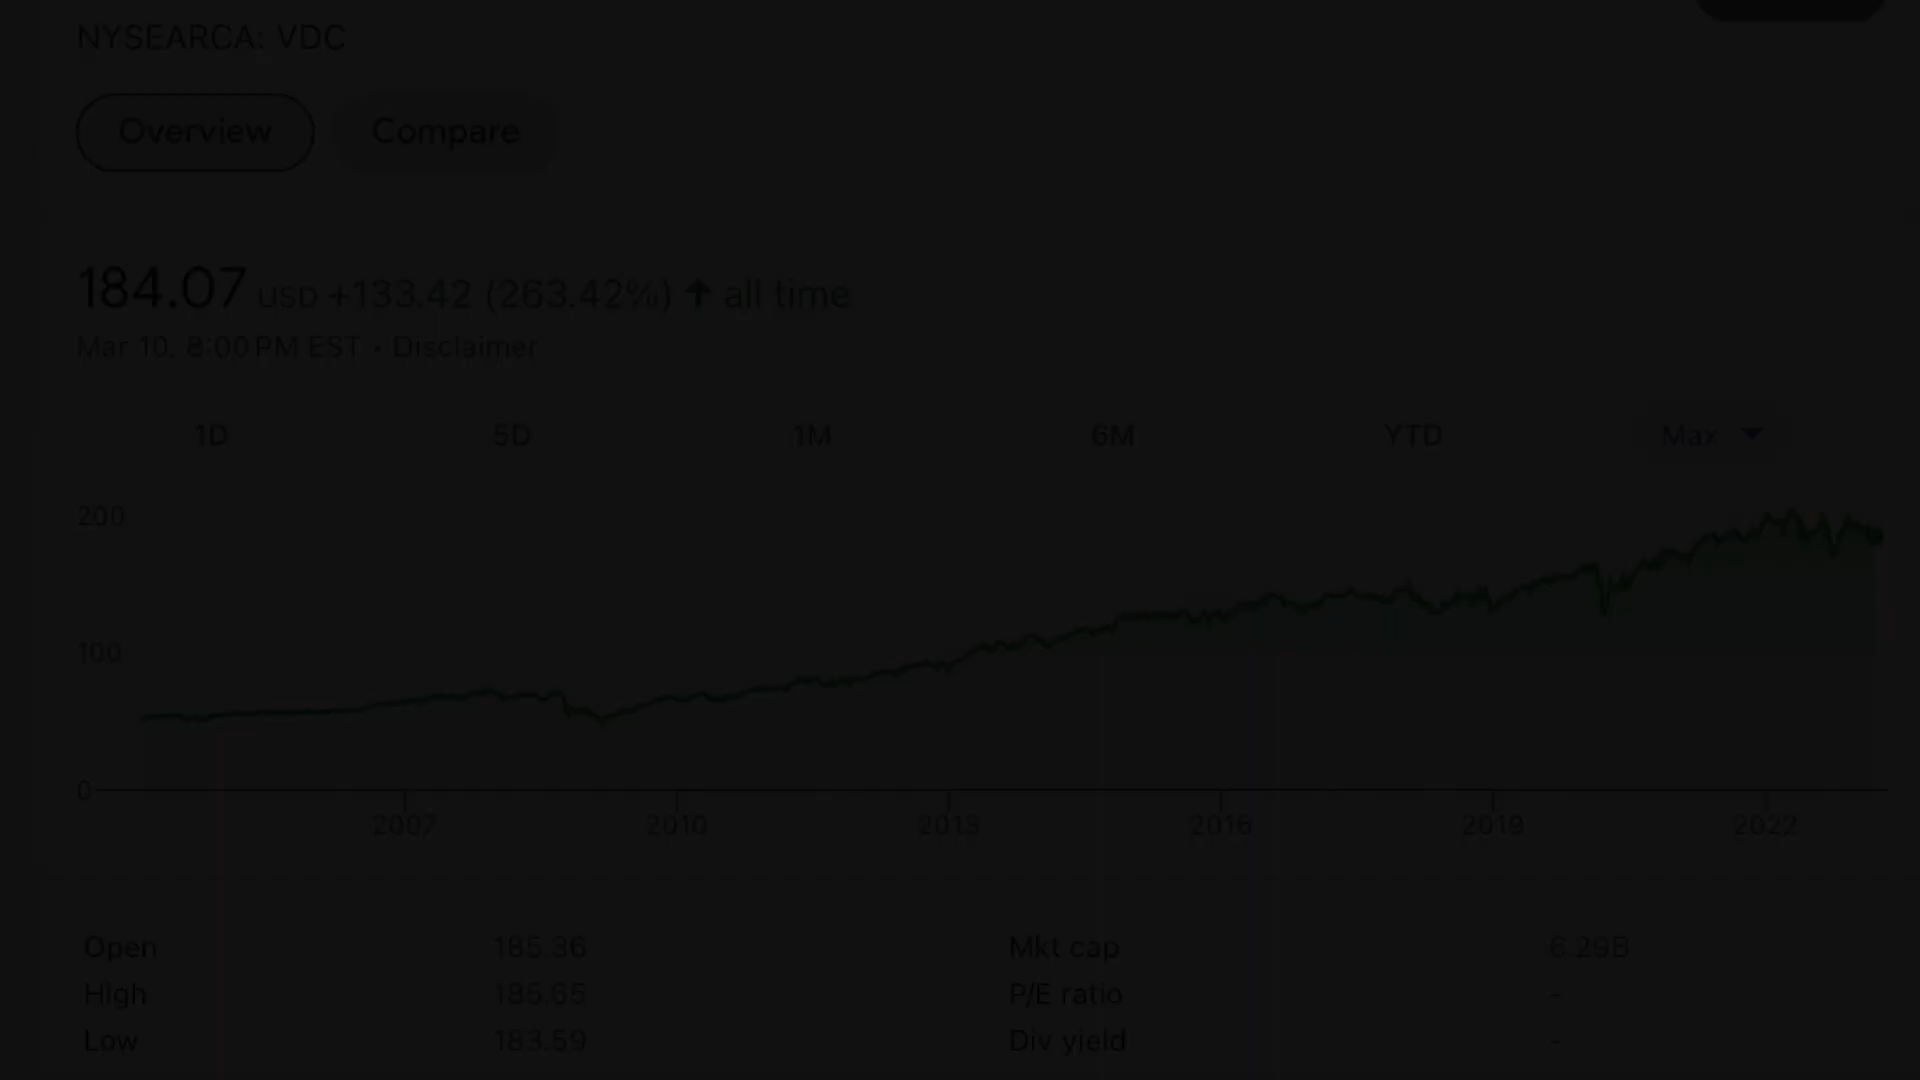 NYSEARCA: VDC
Overview Compare
184.07 USD +133.42 (263.42%) ↑ all time
Mar 10, 8:00 PM EST · Disclaimer
1D 5D 1M 6M YTD Max
200
100
0
2007 2010 2013 2016 2019 2022
Open 185.36 Mkt cap 6.29B
High 185.65 P/E ratio -
Low 183.59 Div yield -